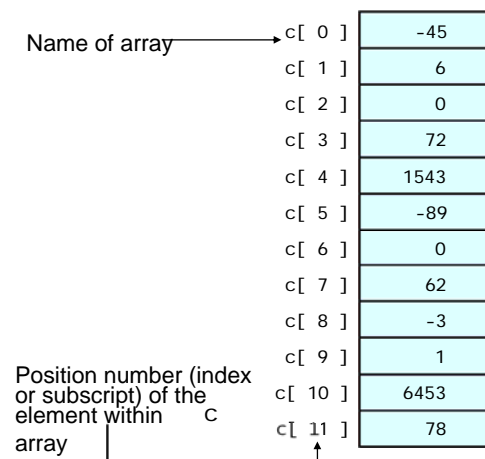 Name of array
c[ 0 ] -45
c[ 1 ] 6
c[ 2 ] 0
c[ 3 ] 72
c[ 4 ] 1543
c[ 5 ] -89
c[ 6 ] 0
c[ 7 ] 62
c[ 8 ] -3
c[ 9 ] 1
c[ 10 ] 6453
c[ 11 ] 78
Position number (index
or subscript) of the
element within C
array